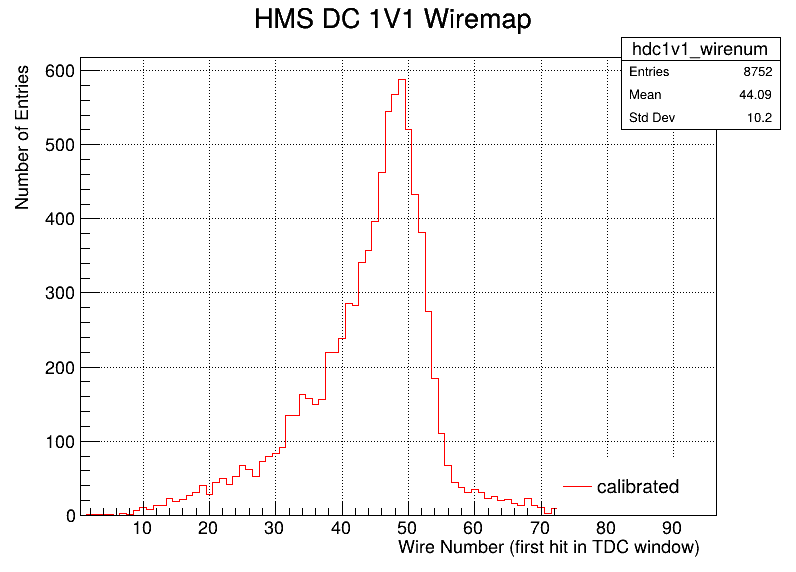 HMS DC 1V1 Wiremap
hdc1v1_wirenum
Entries 8752
Mean 44.09
Std Dev 10.2
Number of Entries
600
500
400
300
200
100
0
calibrated
10 20 30 40 50 60 70 80 90
Wire Number (first hit in TDC window)